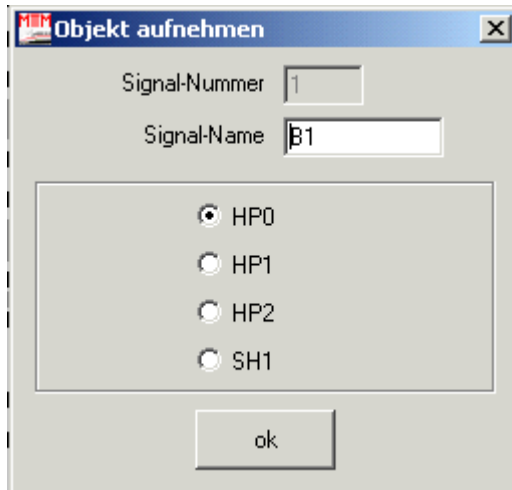 Objekt aufnehmen
Signal-Nummer 1
Signal-Name B1
HP0
HP1
HP2
SH1
ok